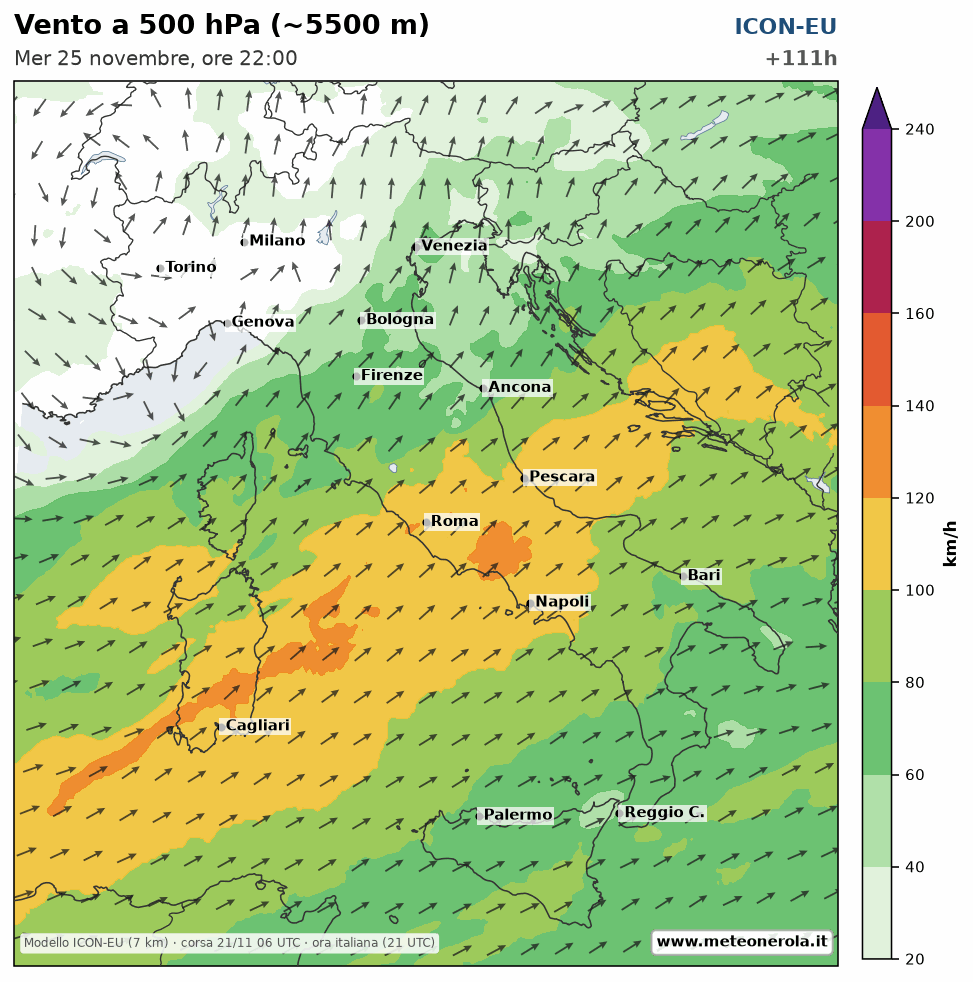 Vento a 500 hPa (~5500 m)
ICON-EU
Mer 25 novembre, ore 22:00
+111h
Milano
Venezia
Torino
Genova
Bologna
Firenze
Ancona
Pescara
Roma
Bari
Napoli
Cagliari
Palermo
Reggio C.
240
200
160
140
120
100
80
60
40
20
km/h
Modello ICON-EU (7 km) · corsa 21/11 06 UTC · ora italiana (21 UTC)
www.meteonerola.it